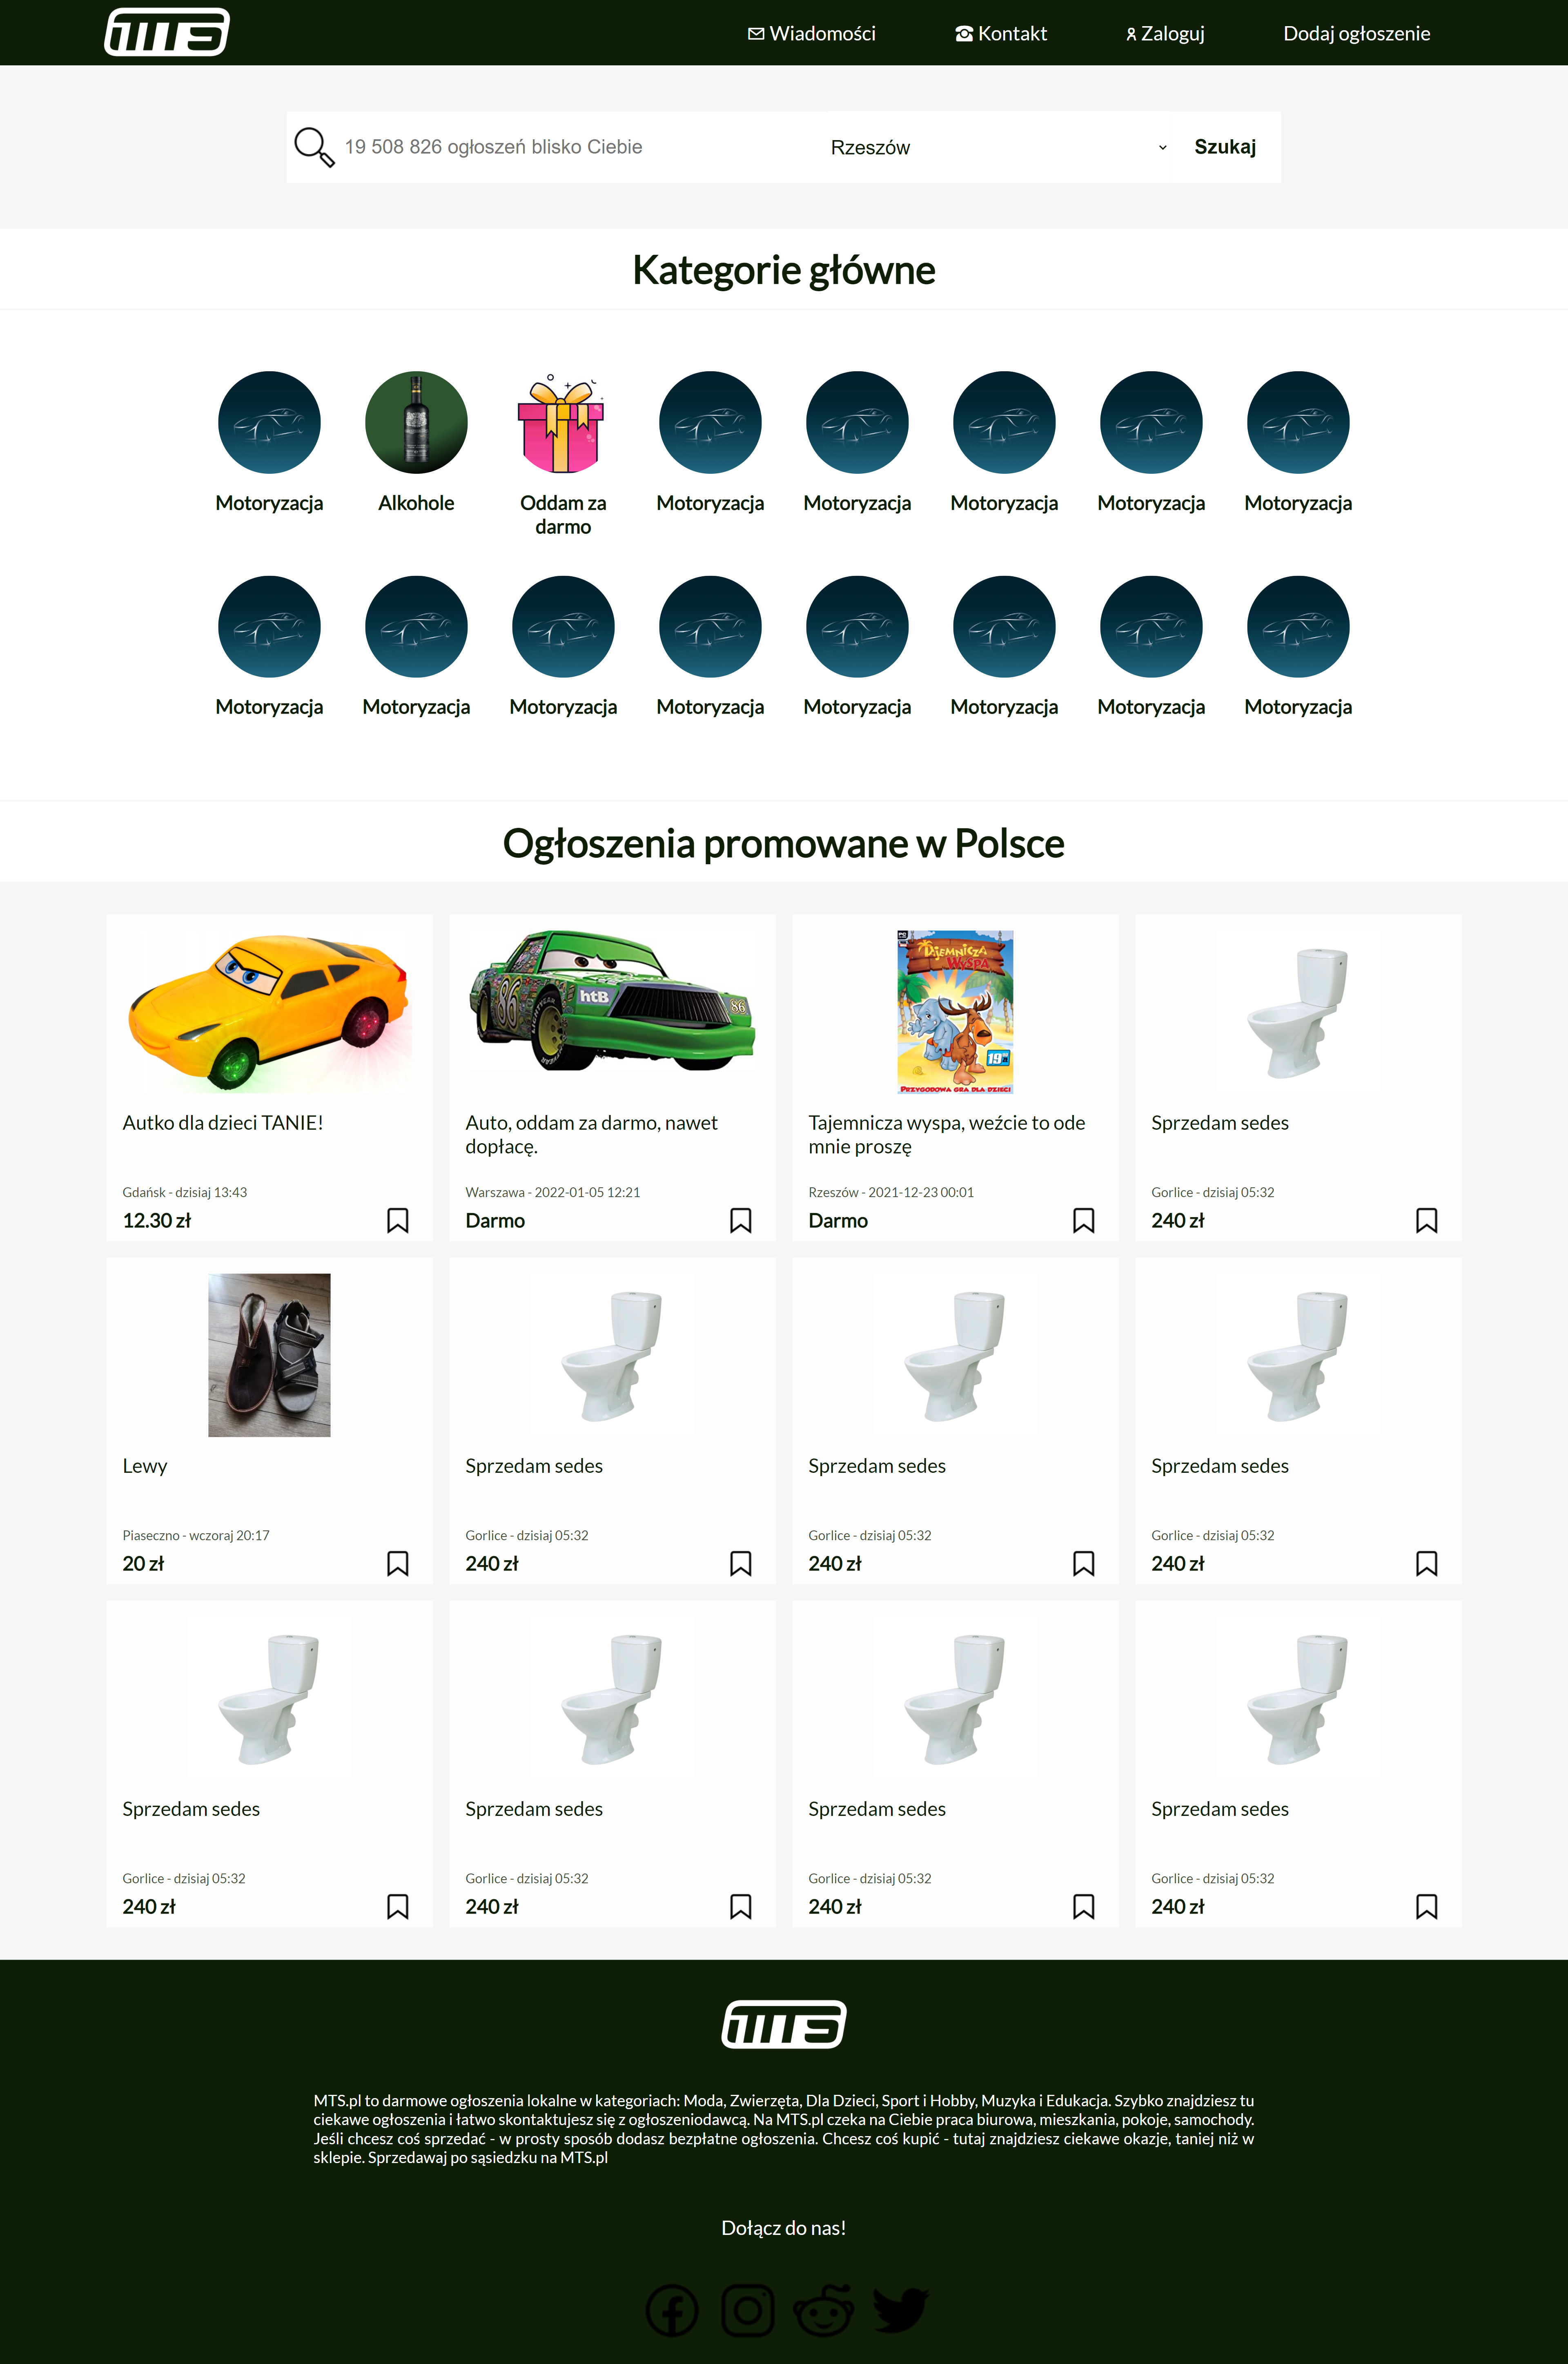 MTS
Wiadomości
Kontakt
Zaloguj
Dodaj ogłoszenie
19 508 826 ogłoszeń blisko Ciebie
Rzeszów
Szukaj
Kategorie główne
Motoryzacja
Alkohole
Oddam za
darmo
Motoryzacja
Motoryzacja
Motoryzacja
Motoryzacja
Motoryzacja
Motoryzacja
Motoryzacja
Motoryzacja
Motoryzacja
Motoryzacja
Motoryzacja
Motoryzacja
Motoryzacja
Ogłoszenia promowane w Polsce
Autko dla dzieci TANIE!
Gdańsk - dzisiaj 13:43
12.30 zł
86
htB
86
Auto, oddam za darmo, nawet
dopłacę.
Warszawa - 2022-01-05 12:21
Darmo
TAJEMNICZA
WYSPA
19
PRZYGODOWA GRA DLA DZIECI
Tajemnicza wyspa, weźcie to ode
mnie proszę
Rzeszów - 2021-12-23 00:01
Darmo
Sprzedam sedes
Gorlice - dzisiaj 05:32
240 zł
Lewy
Piaseczno - wczoraj 20:17
20 zł
Sprzedam sedes
Gorlice - dzisiaj 05:32
240 zł
Sprzedam sedes
Gorlice - dzisiaj 05:32
240 zł
Sprzedam sedes
Gorlice - dzisiaj 05:32
240 zł
Sprzedam sedes
Gorlice - dzisiaj 05:32
240 zł
Sprzedam sedes
Gorlice - dzisiaj 05:32
240 zł
Sprzedam sedes
Gorlice - dzisiaj 05:32
240 zł
Sprzedam sedes
Gorlice - dzisiaj 05:32
240 zł
MTS
MTS.pl to darmowe ogłoszenia lokalne w kategoriach: Moda, Zwierzęta, Dla Dzieci, Sport i Hobby, Muzyka i Edukacja. Szybko znajdziesz tu
ciekawe ogłoszenia i łatwo skontaktujesz się z ogłoszeniodawcą. Na MTS.pl czeka na Ciebie praca biurowa, mieszkania, pokoje, samochody.
Jeśli chcesz coś sprzedać - w prosty sposób dodasz bezpłatne ogłoszenia. Chcesz coś kupić - tutaj znajdziesz ciekawe okazje, taniej niż w
sklepie. Sprzedawaj po sąsiedzku na MTS.pl
Dołącz do nas!